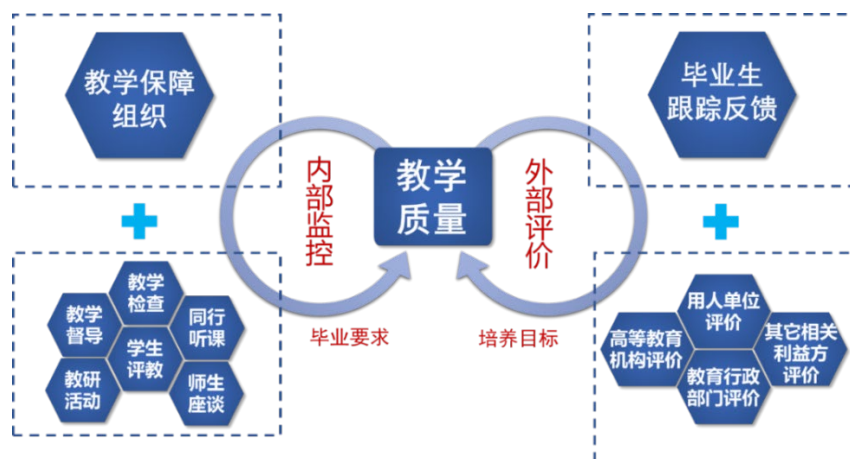 教学保障
组织
毕业生
跟踪反馈
内部监控
教学
质量
外部评价
毕业要求
培养目标
教学
检查
教学
督导
同行
听课
学生
评教
教研
活动
师生
座谈
用人单位
评价
高等教育
机构评价
其它相关
利益方
评价
教育行政
部门评价